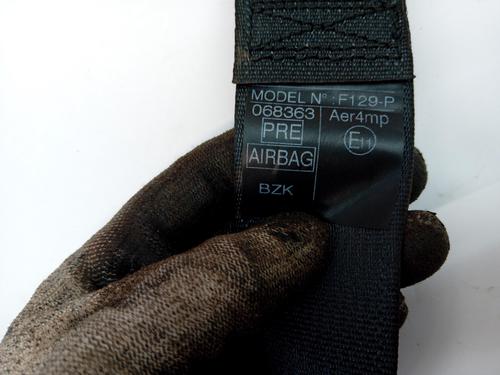 MODEL N° : F129-P
068363 Aer4mp
PRE E11
AIRBAG
BZK